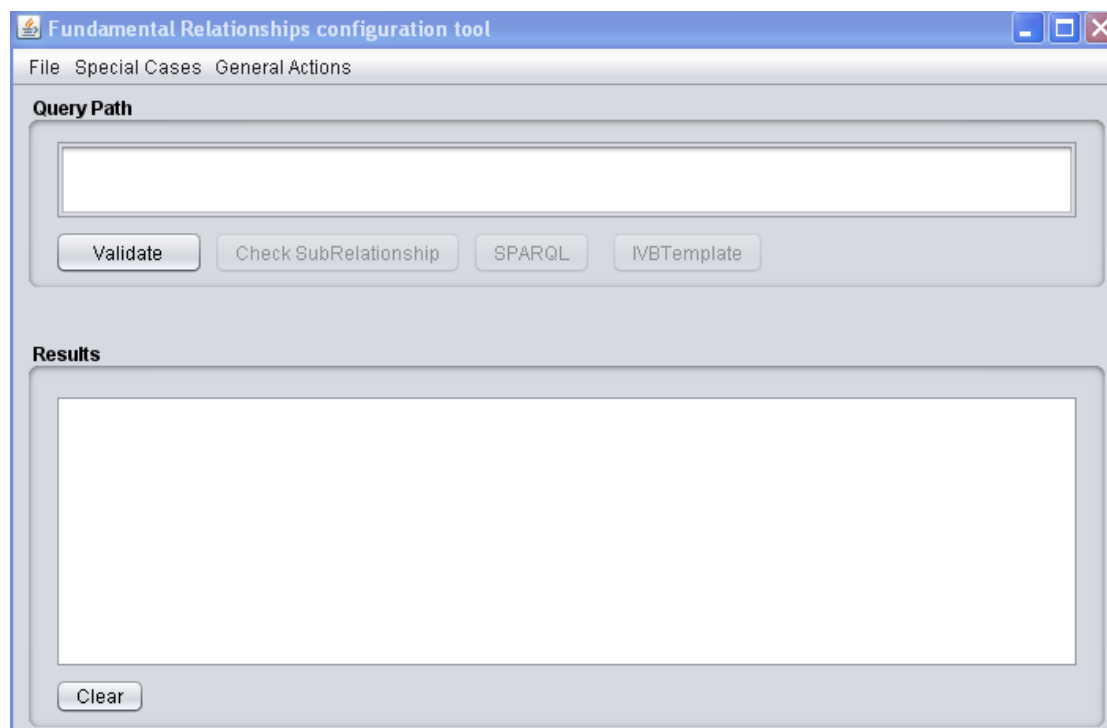 Fundamental Relationships configuration tool
File Special Cases General Actions
Query Path
Validate Check SubRelationship SPARQL IVBTemplate
Results
Clear